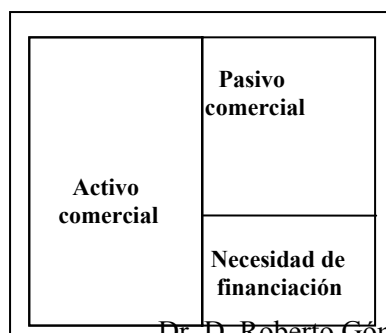 Pasivo
comercial
Activo
comercial
Necesidad de
financiación
Dr. D. Roberto